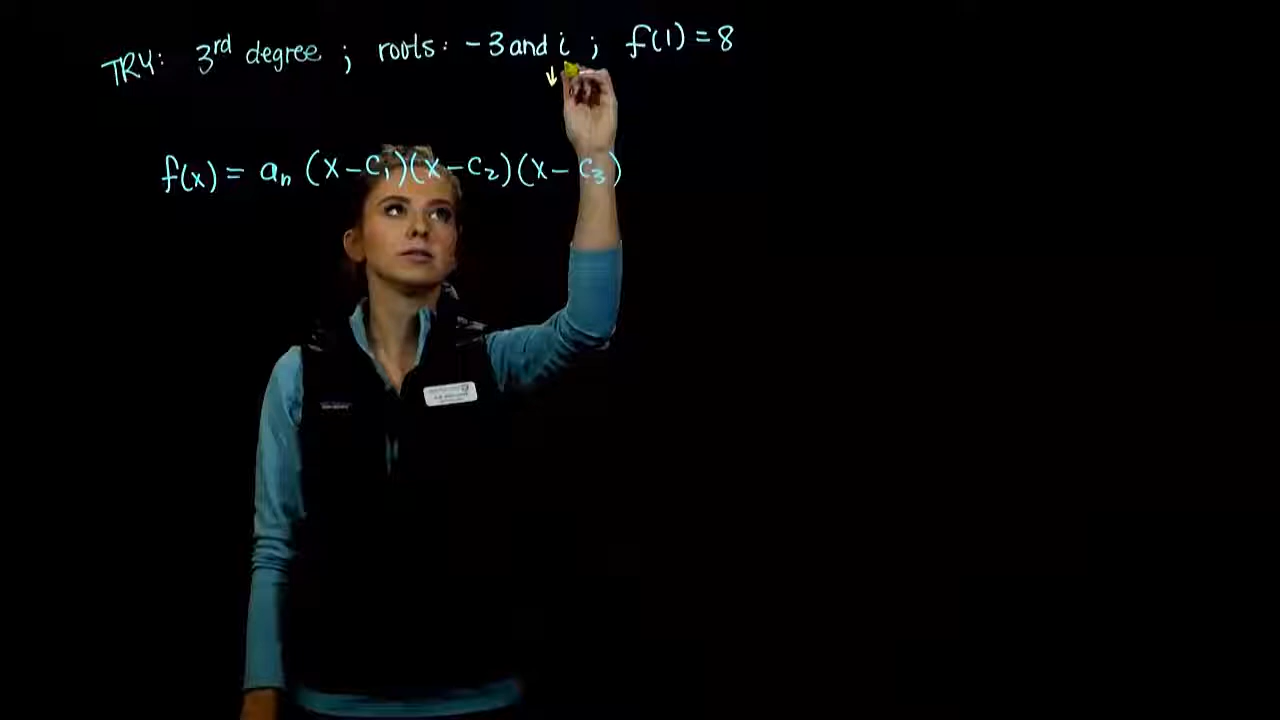 TRY: 3rd degree ; roots: -3 and i ; f(1) = 8
↓
f(x) = aₙ (x-c₁)(x-c₂)(x-c₃)